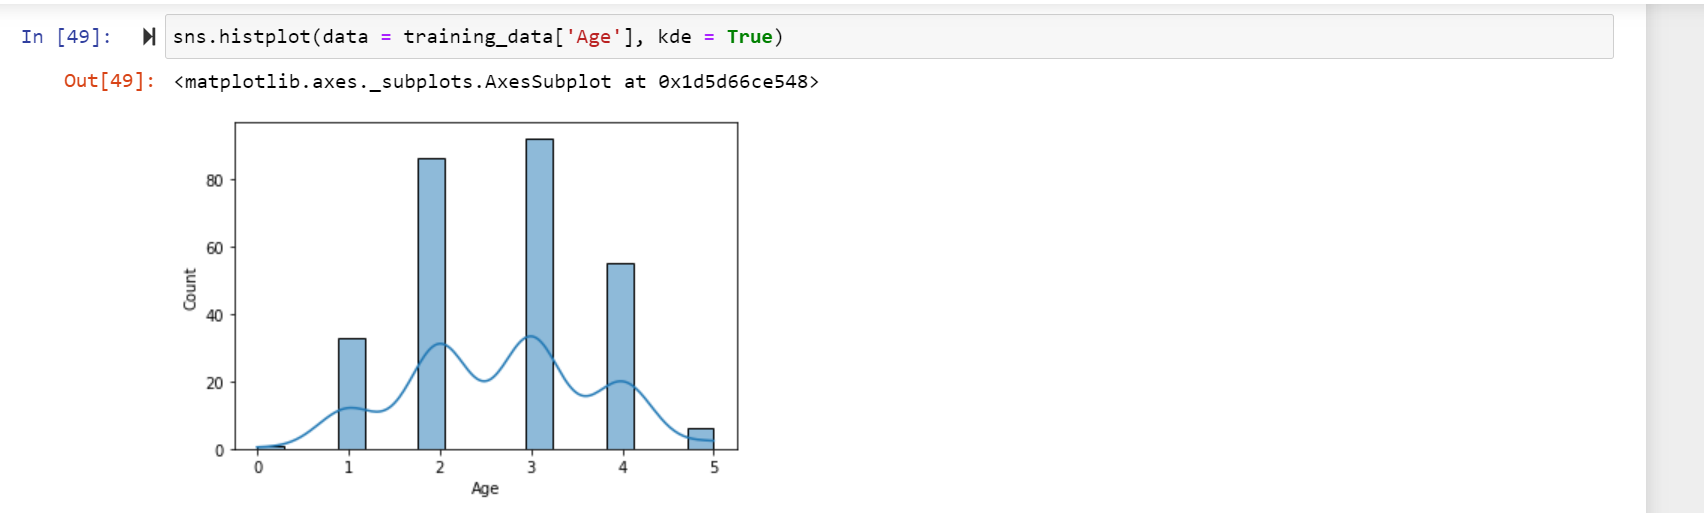 In [49]: sns.histplot(data = training_data['Age'], kde = True)
Out[49]: <matplotlib.axes._subplots.AxesSubplot at 0x1d5d66ce548>
80
60
40
20
0
Count
0 1 2 3 4 5
Age